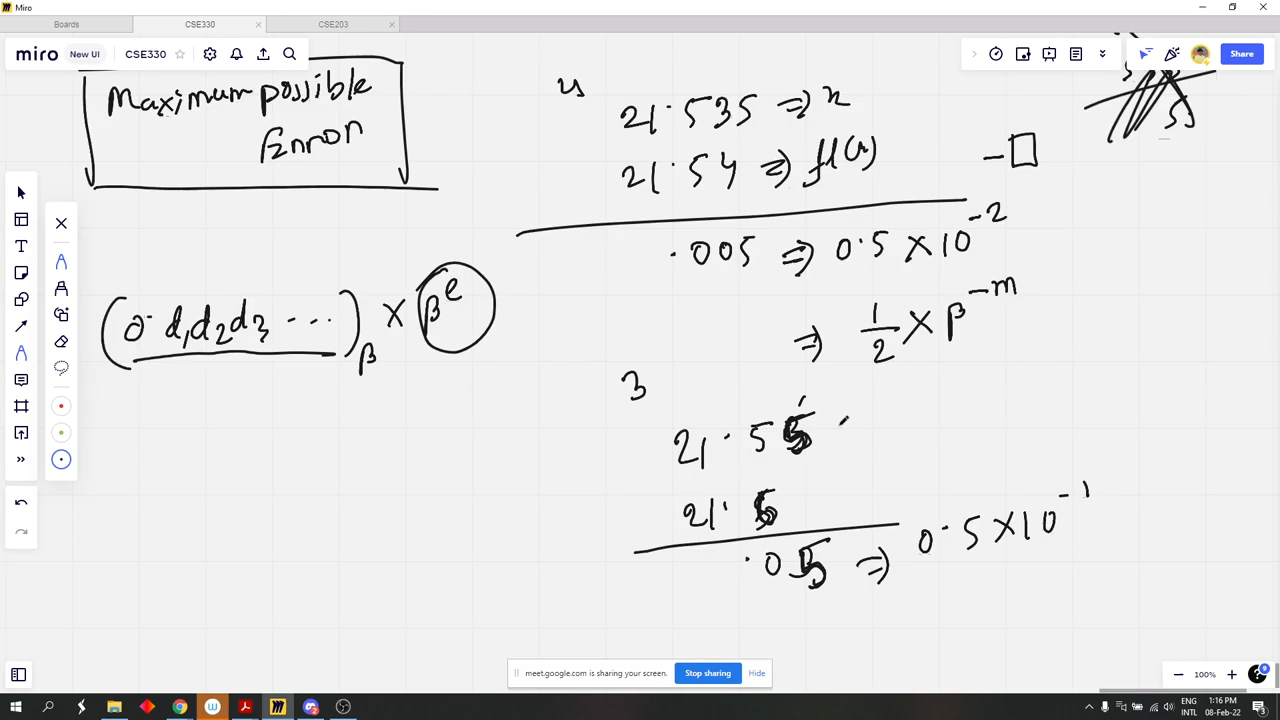 Miro
Boards
CSE330
CSE203
miro
New UI
CSE330
Share
Maximum possible
Error
21.535 ⇒ x
21.54 ⇒ fl(x)
- □
.005 ⇒ 0.5 × 10^-2
⇒ 1/2 × β^-m
(0. d1d2d3 ...)β × β^e
3
21.55
21.
.05 ⇒ 0.5 × 10^-1
meet.google.com is sharing your screen.
Stop sharing
Hide
100%
1:16 PM
INTL
08-Feb-22